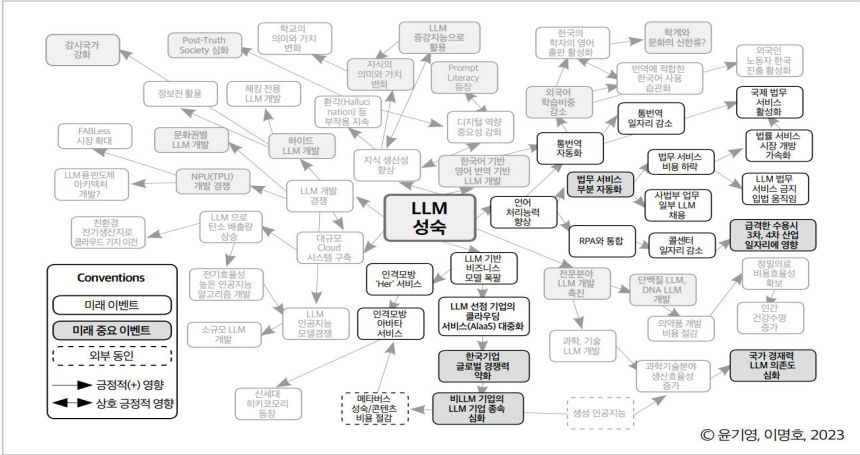 감시국가
강화
Post-Truth
Society 심화
학교의
의미와 가치
변화
LLM
증강지능으로
활용
한국의
학자의 영어
출판 활성화
학계와
문화의 신한류?
외국인
노동자 한국
진출 활성화
정보전 활용
해킹 전용
LLM 개발
지식의
의미와 가치
변화
Prompt
Literacy
등장
번역에 적합한
한국어 사용
습관화
환각(Halluci
nation) 등
부작용 지속
외국어
학습비중
감소
국제 법무
서비스
활성화
FABLess
시장 확대
문화권별
LLM 개발
하이드
LLM 개발
디지털 역량
중요성 강화
통번역
일자리 감소
통번역
자동화
지식 생산성
향상
한국어 기반
영어 번역 기반
LLM 개발
법무 서비스
비용 하락
법률 서비스
시장 개방
가속화
LLM용반도체
아키텍처
개발?
NPU(TPU)
개발 경쟁
LLM 개발
경쟁
법무 서비스
부분 자동화
LLM 법무
서비스 금지
입법 움직임
LLM
성숙
언어
처리능력
향상
사법부 업무
일부 LLM
채용
친환경
전기생산지로
클라우드 기지 이전
LLM 으로
탄소 배출량
상승
대규모
Cloud
시스템 구축
RPA와 통합
콜센터
일자리 감소
급격한 수용시
3차, 4차 산업
일자리에 영향
인격모방
'Her' 서비스
LLM 기반
비즈니스
모델 폭팔
전문분야
LLM 개발
촉진
단백질 LLM,
DNA LLM
개발
정밀의료
비용효율성
확보
전기효율성
높은 인공지능
알고리즘 개발
LLM
인공지능
모델경쟁
인격모방
아바타
서비스
LLM 선점 기업의
클라우딩
서비스(AIaaS) 대중화
의약품 개발
비용 절감
인간
건강수명
증가
소규모 LLM
개발
과학, 기술
LLM 개발
한국기업
글로벌 경쟁력
약화
과학기술분야
생산효율성
증가
국가 경재력
LLM 의존도
심화
신세대
히키코모리
등장
메타버스
성숙/콘텐츠
비용 절감
비LLM 기업의
LLM 기업 종속
심화
생성 인공지능
Conventions
미래 이벤트
미래 중요 이벤트
외부 동인
긍정적(+) 영향
상호 긍정적 영향
© 윤기영, 이명호, 2023